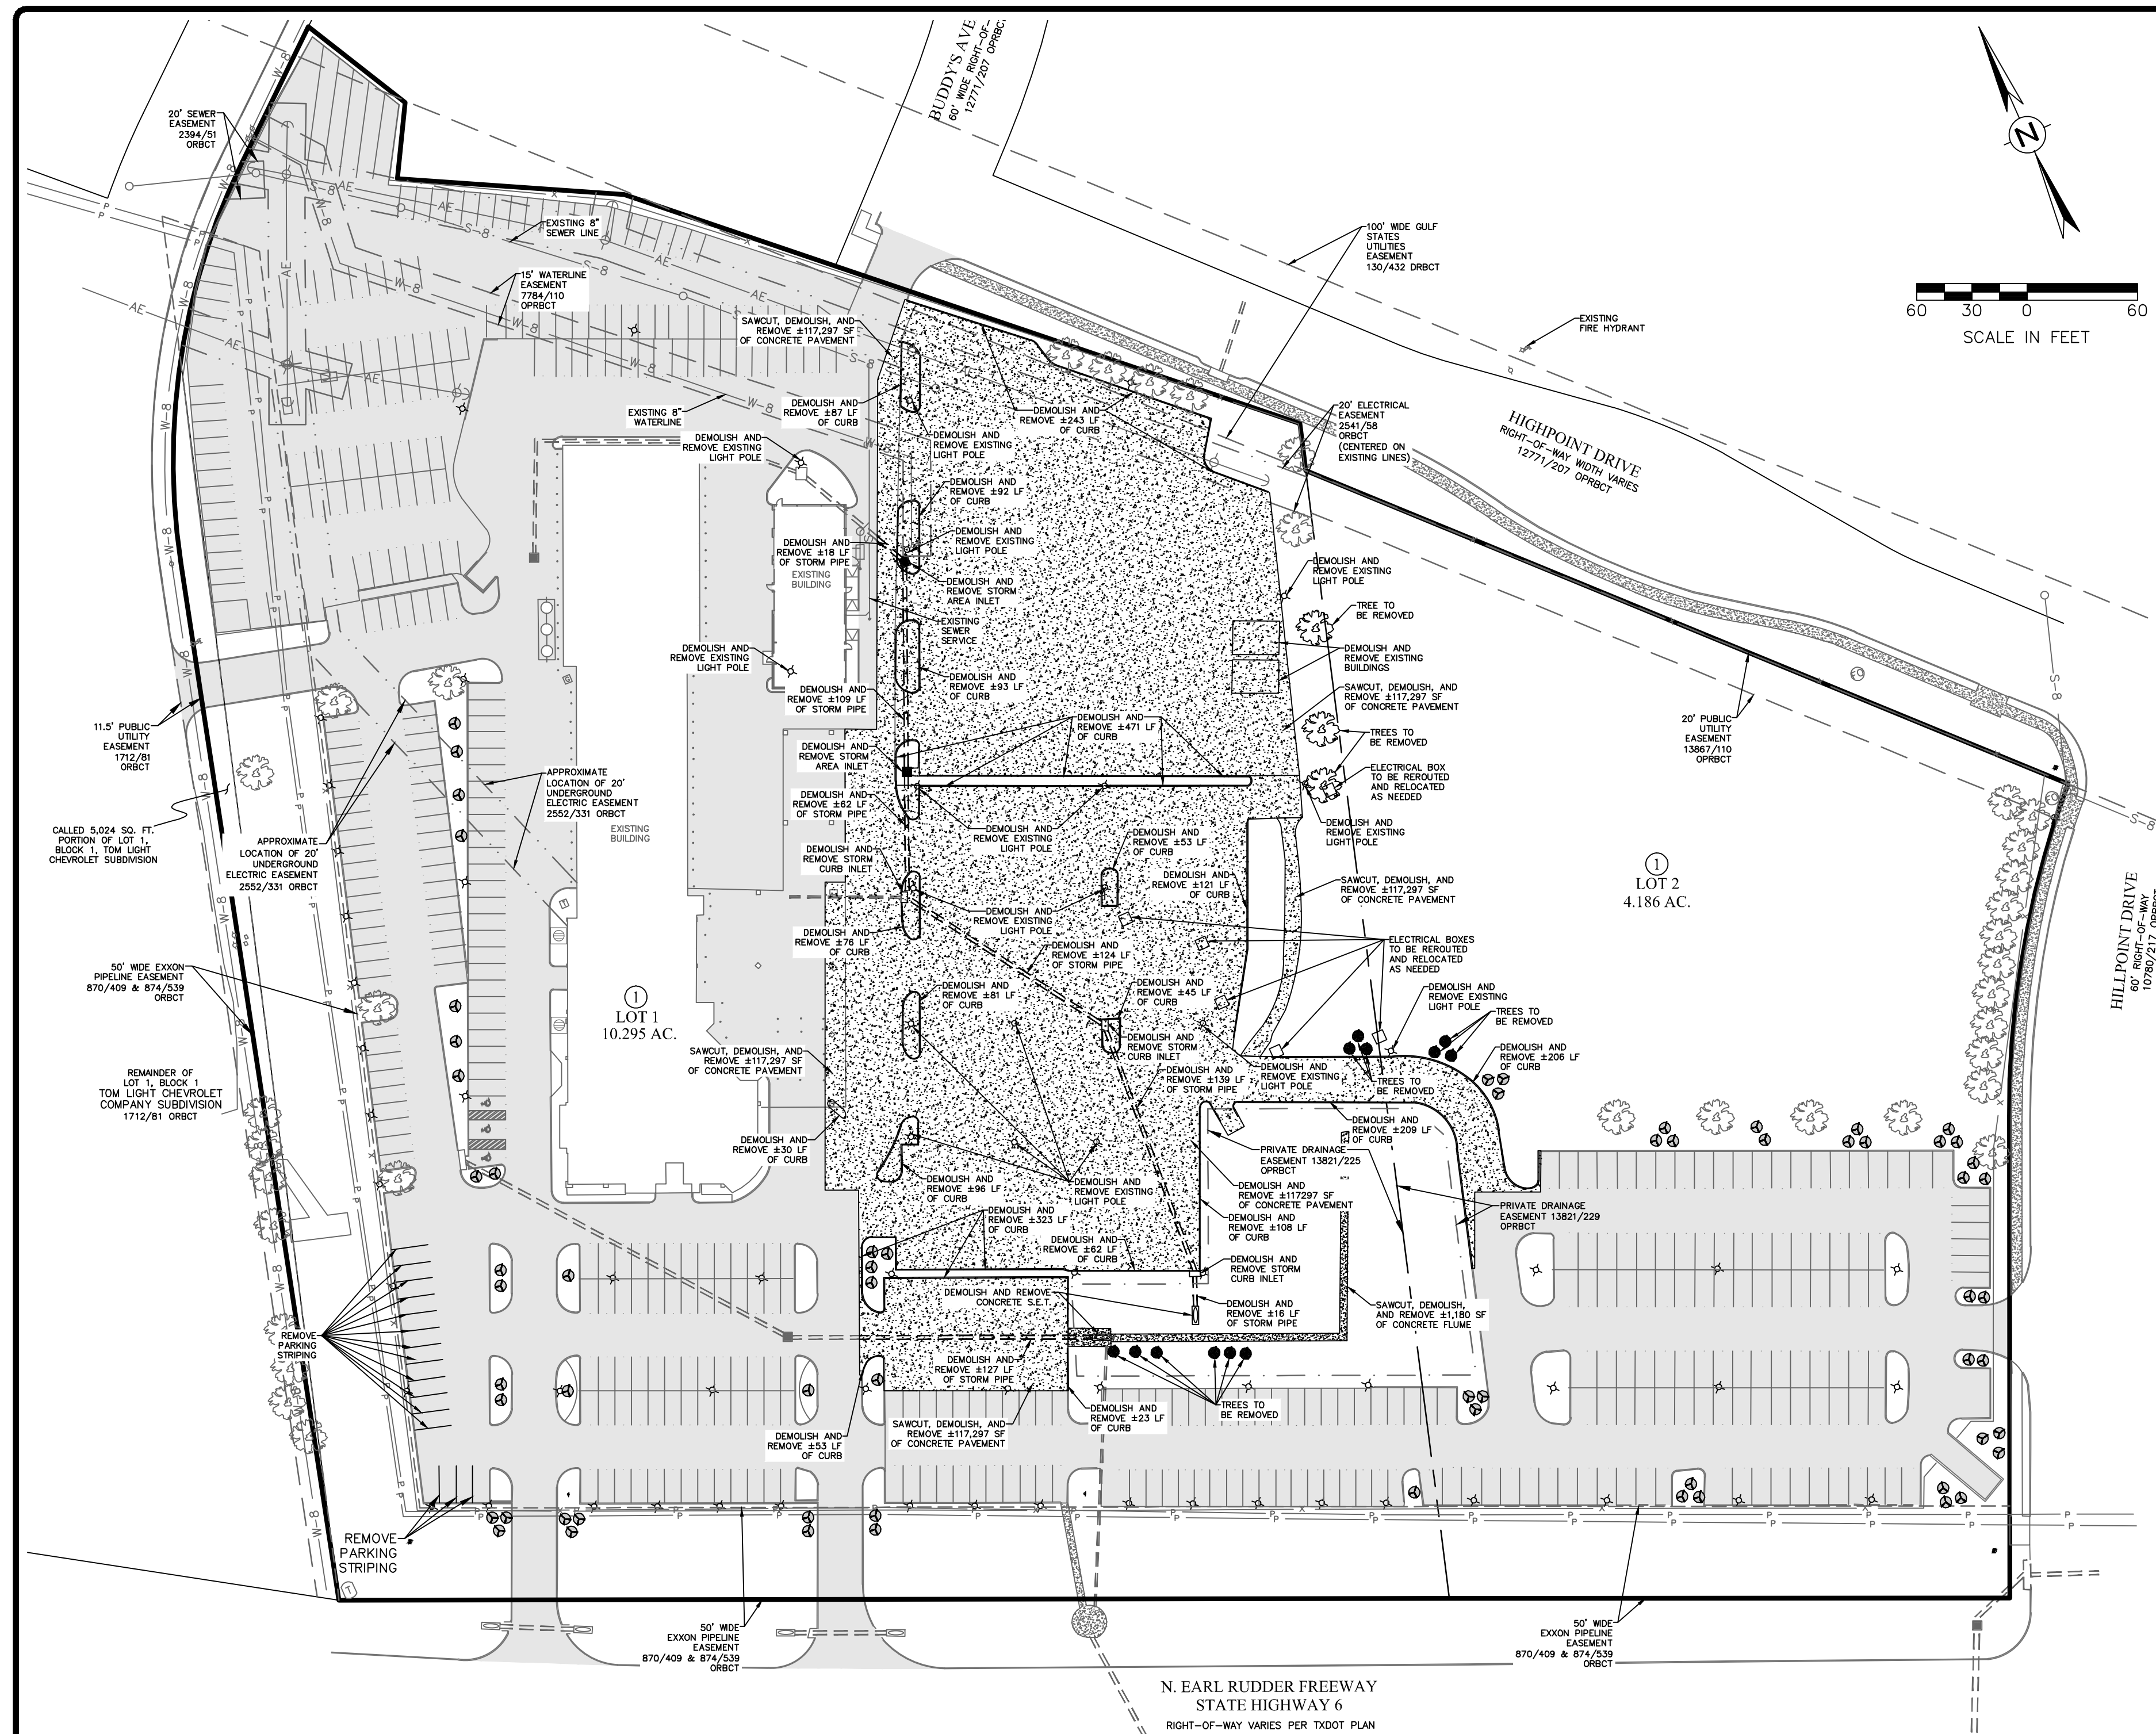 BUDDY'S AVE
60' WIDE RIGHT-OF-
12771/207 OPRBCT
20' SEWER
EASEMENT
2394/51
ORBCT
EXISTING 8"
SEWER LINE
15' WATERLINE
EASEMENT
7784/110
OPRBCT
100' WIDE GULF
STATES
UTILITIES
EASEMENT
130/432 DRBCT
N
60 30 0 60
SCALE IN FEET
EXISTING
FIRE HYDRANT
SAWCUT, DEMOLISH, AND
REMOVE ±117,297 SF
OF CONCRETE PAVEMENT
EXISTING 8"
WATERLINE
DEMOLISH AND
REMOVE ±87 LF
OF CURB
DEMOLISH AND
REMOVE ±243 LF
OF CURB
20' ELECTRICAL
EASEMENT
2541/58
ORBCT
(CENTERED ON
EXISTING LINES)
HIGHPOINT DRIVE
RIGHT-OF-WAY WIDTH VARIES
12771/207 OPRBCT
DEMOLISH AND
REMOVE EXISTING
LIGHT POLE
DEMOLISH AND
REMOVE EXISTING
LIGHT POLE
DEMOLISH AND
REMOVE ±92 LF
OF CURB
DEMOLISH AND
REMOVE EXISTING
LIGHT POLE
DEMOLISH AND
REMOVE ±18 LF
OF STORM PIPE
EXISTING
BUILDING
DEMOLISH AND
REMOVE STORM
AREA INLET
EXISTING
SEWER
SERVICE
DEMOLISH AND
REMOVE EXISTING
LIGHT POLE
TREE TO
BE REMOVED
DEMOLISH AND
REMOVE EXISTING
BUILDINGS
DEMOLISH AND
REMOVE EXISTING
LIGHT POLE
DEMOLISH AND
REMOVE ±93 LF
OF CURB
SAWCUT, DEMOLISH, AND
REMOVE ±117,297 SF
OF CONCRETE PAVEMENT
DEMOLISH AND
REMOVE ±109 LF
OF STORM PIPE
DEMOLISH AND
REMOVE ±471 LF
OF CURB
TREES TO
BE REMOVED
20' PUBLIC
UTILITY
EASEMENT
13867/110
OPRBCT
11.5' PUBLIC
UTILITY
EASEMENT
1712/81
ORBCT
DEMOLISH AND
REMOVE STORM
AREA INLET
ELECTRICAL BOX
TO BE REROUTED
AND RELOCATED
AS NEEDED
APPROXIMATE
LOCATION OF 20'
UNDERGROUND
ELECTRIC EASEMENT
2552/331 ORBCT
EXISTING
BUILDING
DEMOLISH AND
REMOVE ±62 LF
OF STORM PIPE
CALLED 5,024 SQ. FT.
PORTION OF LOT 1,
BLOCK 1, TOM LIGHT
CHEVROLET SUBDIVISION
APPROXIMATE
LOCATION OF 20'
UNDERGROUND
ELECTRIC EASEMENT
2552/331 ORBCT
DEMOLISH AND
REMOVE EXISTING
LIGHT POLE
DEMOLISH AND
REMOVE ±53 LF
OF CURB
DEMOLISH AND
REMOVE EXISTING
LIGHT POLE
DEMOLISH AND
REMOVE STORM
CURB INLET
DEMOLISH AND
REMOVE ±121 LF
OF CURB
SAWCUT, DEMOLISH, AND
REMOVE ±117,297 SF
OF CONCRETE PAVEMENT
1
LOT 2
4.186 AC.
HILLPOINT DRIVE
60' RIGHT-OF-WAY
10780/217 OPRBCT
DEMOLISH AND
REMOVE EXISTING
LIGHT POLE
DEMOLISH AND
REMOVE ±76 LF
OF CURB
DEMOLISH AND
REMOVE ±124 LF
OF STORM PIPE
ELECTRICAL BOXES
TO BE REROUTED
AND RELOCATED
AS NEEDED
50' WIDE EXXON
PIPELINE EASEMENT
870/409 & 874/539
ORBCT
1
LOT 1
10.295 AC.
DEMOLISH AND
REMOVE ±81 LF
OF CURB
DEMOLISH AND
REMOVE ±45 LF
OF CURB
DEMOLISH AND
REMOVE EXISTING
LIGHT POLE
TREES TO
BE REMOVED
DEMOLISH AND
REMOVE STORM
CURB INLET
DEMOLISH AND
REMOVE ±206 LF
OF CURB
SAWCUT, DEMOLISH, AND
REMOVE ±117,297 SF
OF CONCRETE PAVEMENT
REMAINDER OF
LOT 1, BLOCK 1
TOM LIGHT CHEVROLET
COMPANY SUBDIVISION
1712/81 ORBCT
DEMOLISH AND
REMOVE ±139 LF
OF STORM PIPE
DEMOLISH AND
REMOVE EXISTING
LIGHT POLE
TREES TO
BE REMOVED
DEMOLISH AND
REMOVE ±209 LF
OF CURB
DEMOLISH AND
REMOVE ±30 LF
OF CURB
PRIVATE DRAINAGE
EASEMENT 13821/225
OPRBCT
DEMOLISH AND
REMOVE ±96 LF
OF CURB
DEMOLISH AND
REMOVE EXISTING
LIGHT POLE
DEMOLISH AND
REMOVE ±117297 SF
OF CONCRETE PAVEMENT
PRIVATE DRAINAGE
EASEMENT 13821/229
OPRBCT
DEMOLISH AND
REMOVE ±323 LF
OF CURB
DEMOLISH AND
REMOVE ±108 LF
OF CURB
DEMOLISH AND
REMOVE ±62 LF
OF CURB
DEMOLISH AND
REMOVE STORM
CURB INLET
DEMOLISH AND REMOVE
CONCRETE S.E.T.
DEMOLISH AND
REMOVE ±16 LF
OF STORM PIPE
SAWCUT, DEMOLISH,
AND REMOVE ±1,180 SF
OF CONCRETE FLUME
REMOVE
PARKING
STRIPING
DEMOLISH AND
REMOVE ±127 LF
OF STORM PIPE
DEMOLISH AND
REMOVE ±23 LF
OF CURB
TREES TO
BE REMOVED
SAWCUT, DEMOLISH, AND
REMOVE ±117,297 SF
OF CONCRETE PAVEMENT
DEMOLISH AND
REMOVE ±53 LF
OF CURB
REMOVE
PARKING
STRIPING
50' WIDE
EXXON PIPELINE
EASEMENT
870/409 & 874/539
ORBCT
50' WIDE
EXXON PIPELINE
EASEMENT
870/409 & 874/539
ORBCT
N. EARL RUDDER FREEWAY
STATE HIGHWAY 6
RIGHT-OF-WAY VARIES PER TXDOT PLAN